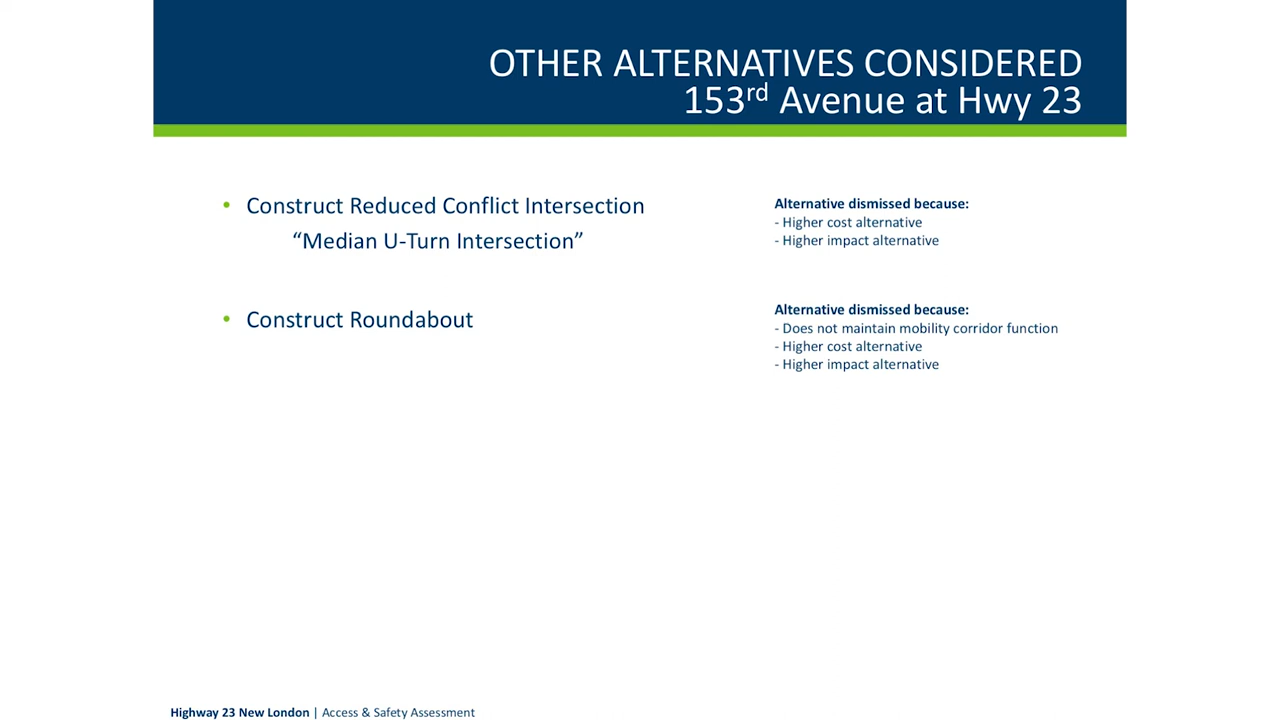 OTHER ALTERNATIVES CONSIDERED
153rd Avenue at Hwy 23
• Construct Reduced Conflict Intersection
“Median U-Turn Intersection”
Alternative dismissed because:
- Higher cost alternative
- Higher impact alternative
• Construct Roundabout
Alternative dismissed because:
- Does not maintain mobility corridor function
- Higher cost alternative
- Higher impact alternative
Highway 23 New London | Access & Safety Assessment